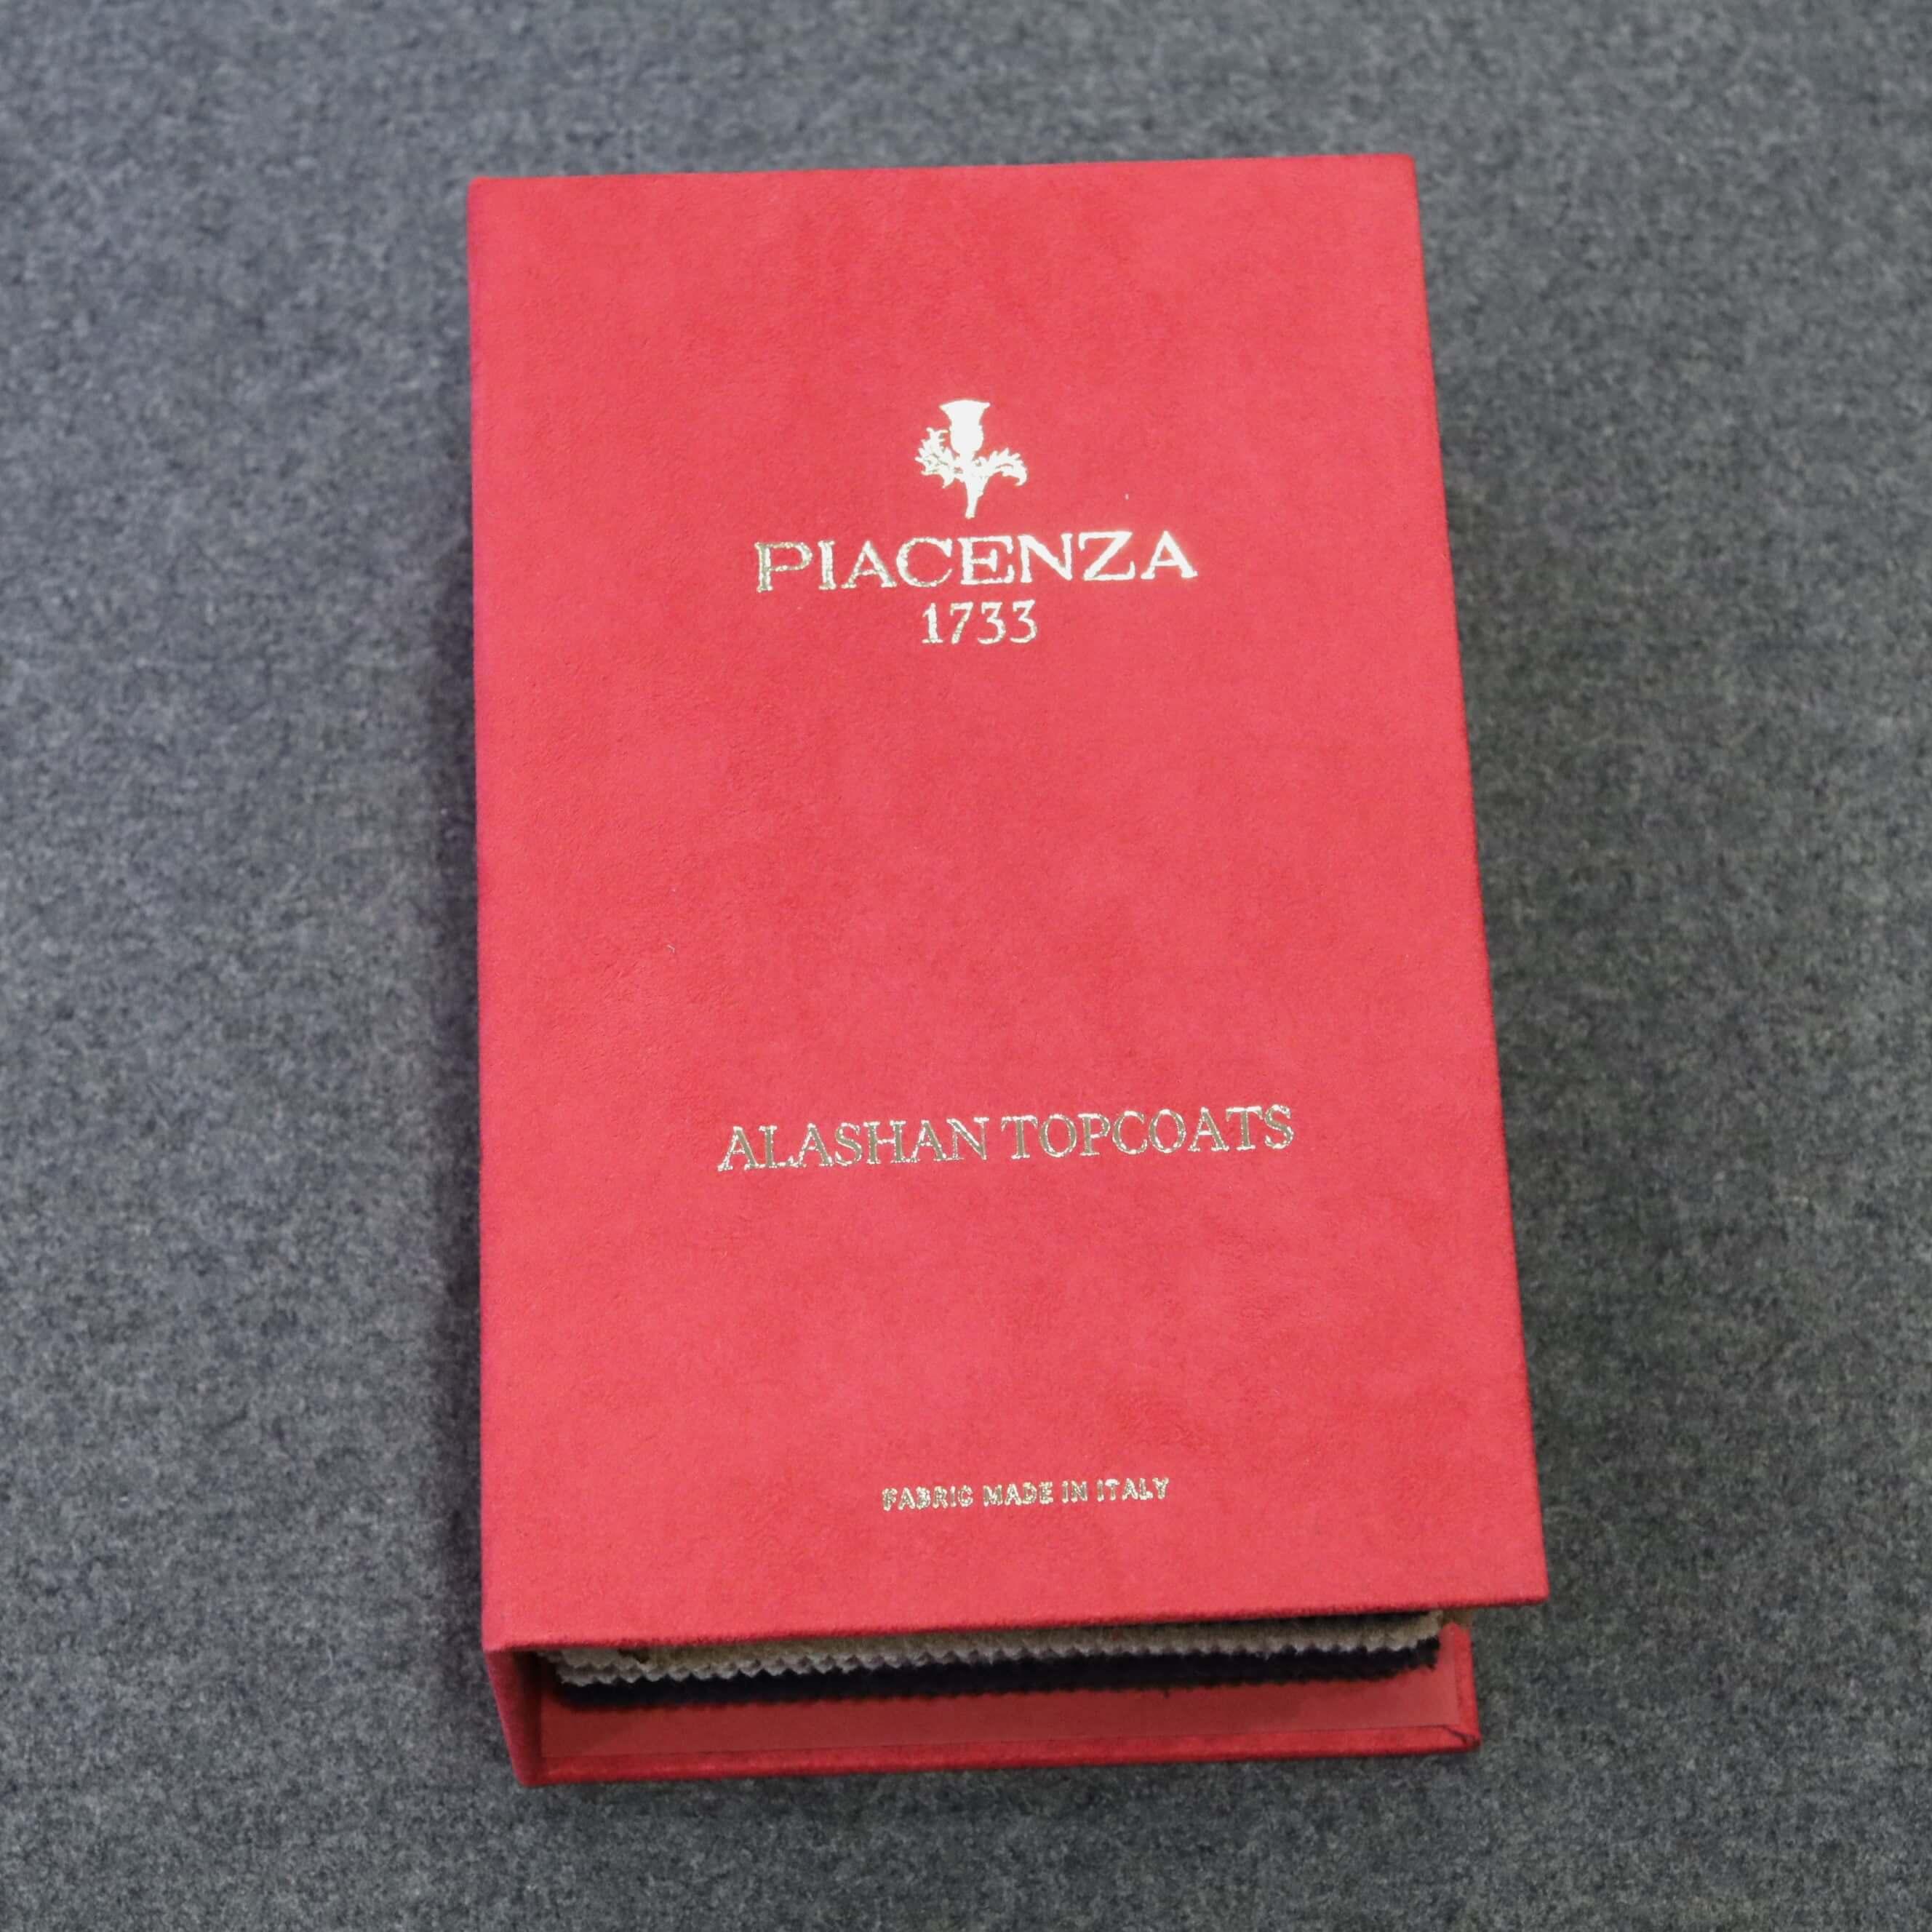 PIACENZA
1733
ALASHAN TOPCOATS
FABRIC MADE IN ITALY